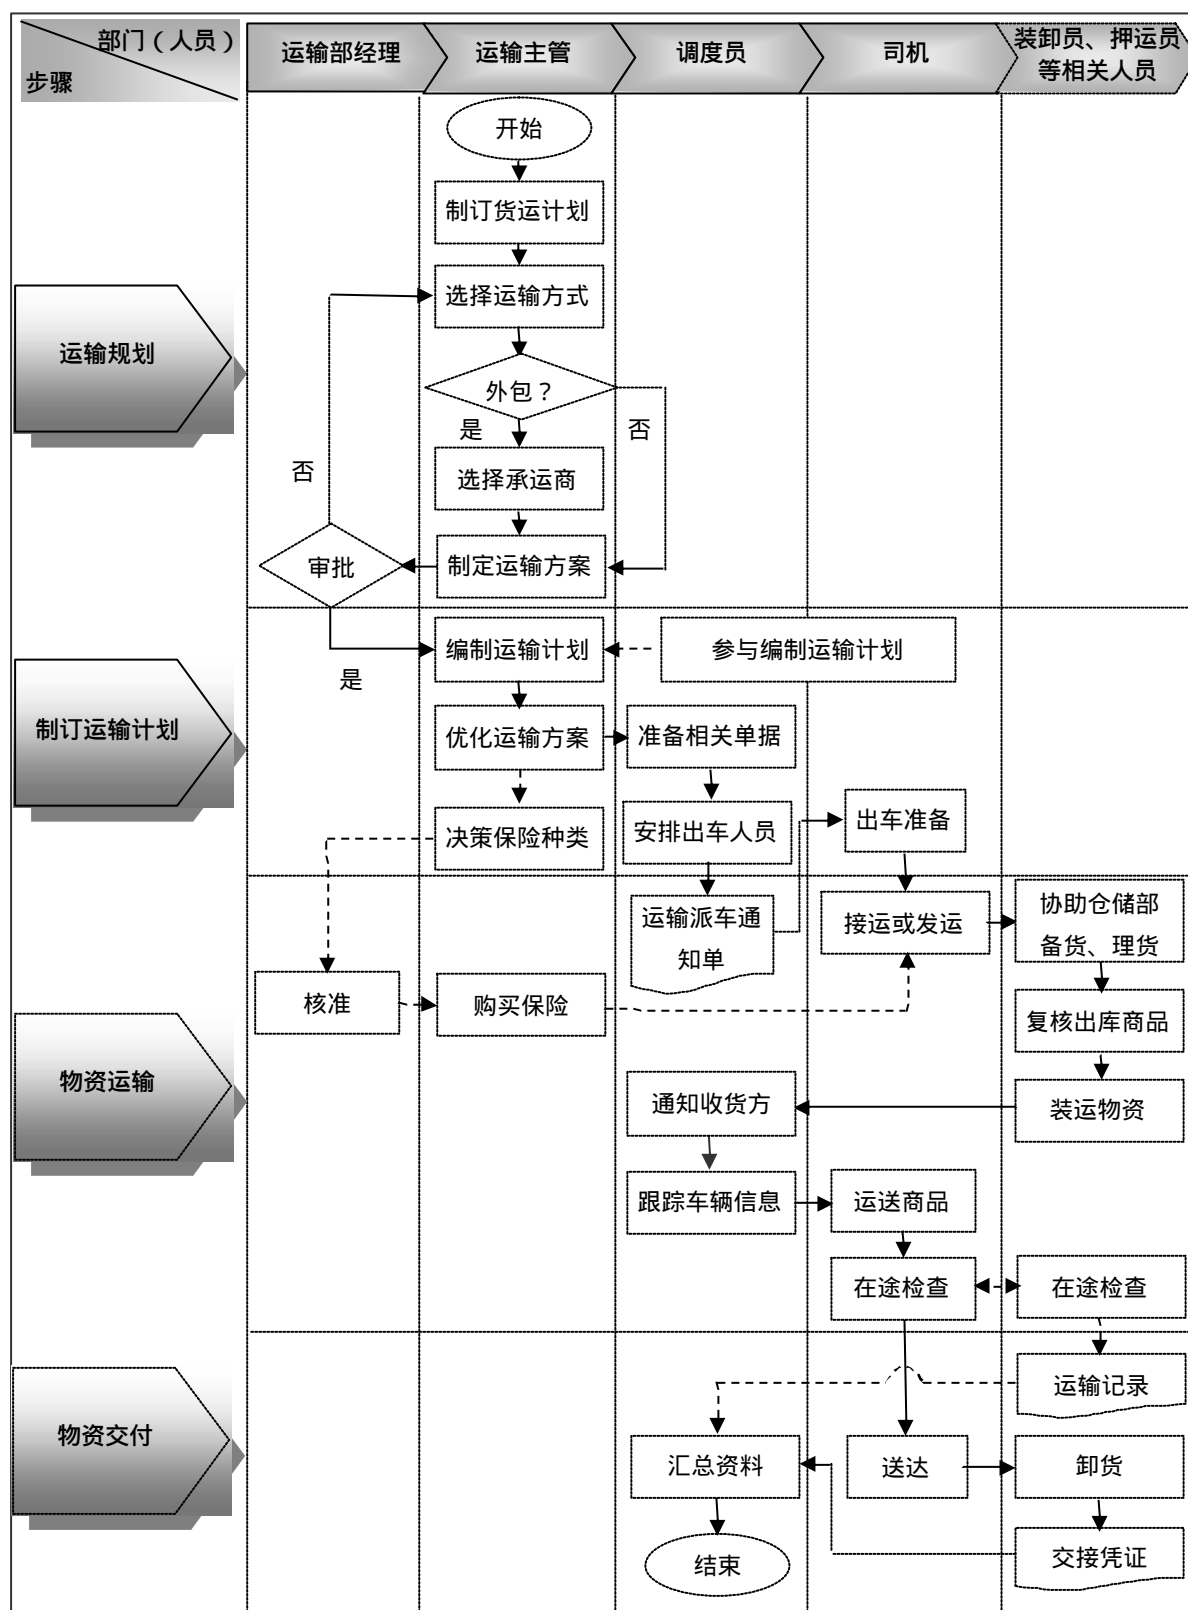 部门（人员）
步骤
运输部经理
运输主管
调度员
司机
装卸员、押运员
等相关人员
开始
制订货运计划
选择运输方式
运输规划
外包？
是
否
否
选择承运商
审批
制定运输方案
编制运输计划
参与编制运输计划
是
制订运输计划
优化运输方案
准备相关单据
决策保险种类
安排出车人员
出车准备
运输派车通
知单
接运或发运
协助仓储部
备货、理货
核准
购买保险
复核出库商品
物资运输
通知收货方
装运物资
跟踪车辆信息
运送商品
在途检查
在途检查
运输记录
物资交付
汇总资料
送达
卸货
结束
交接凭证